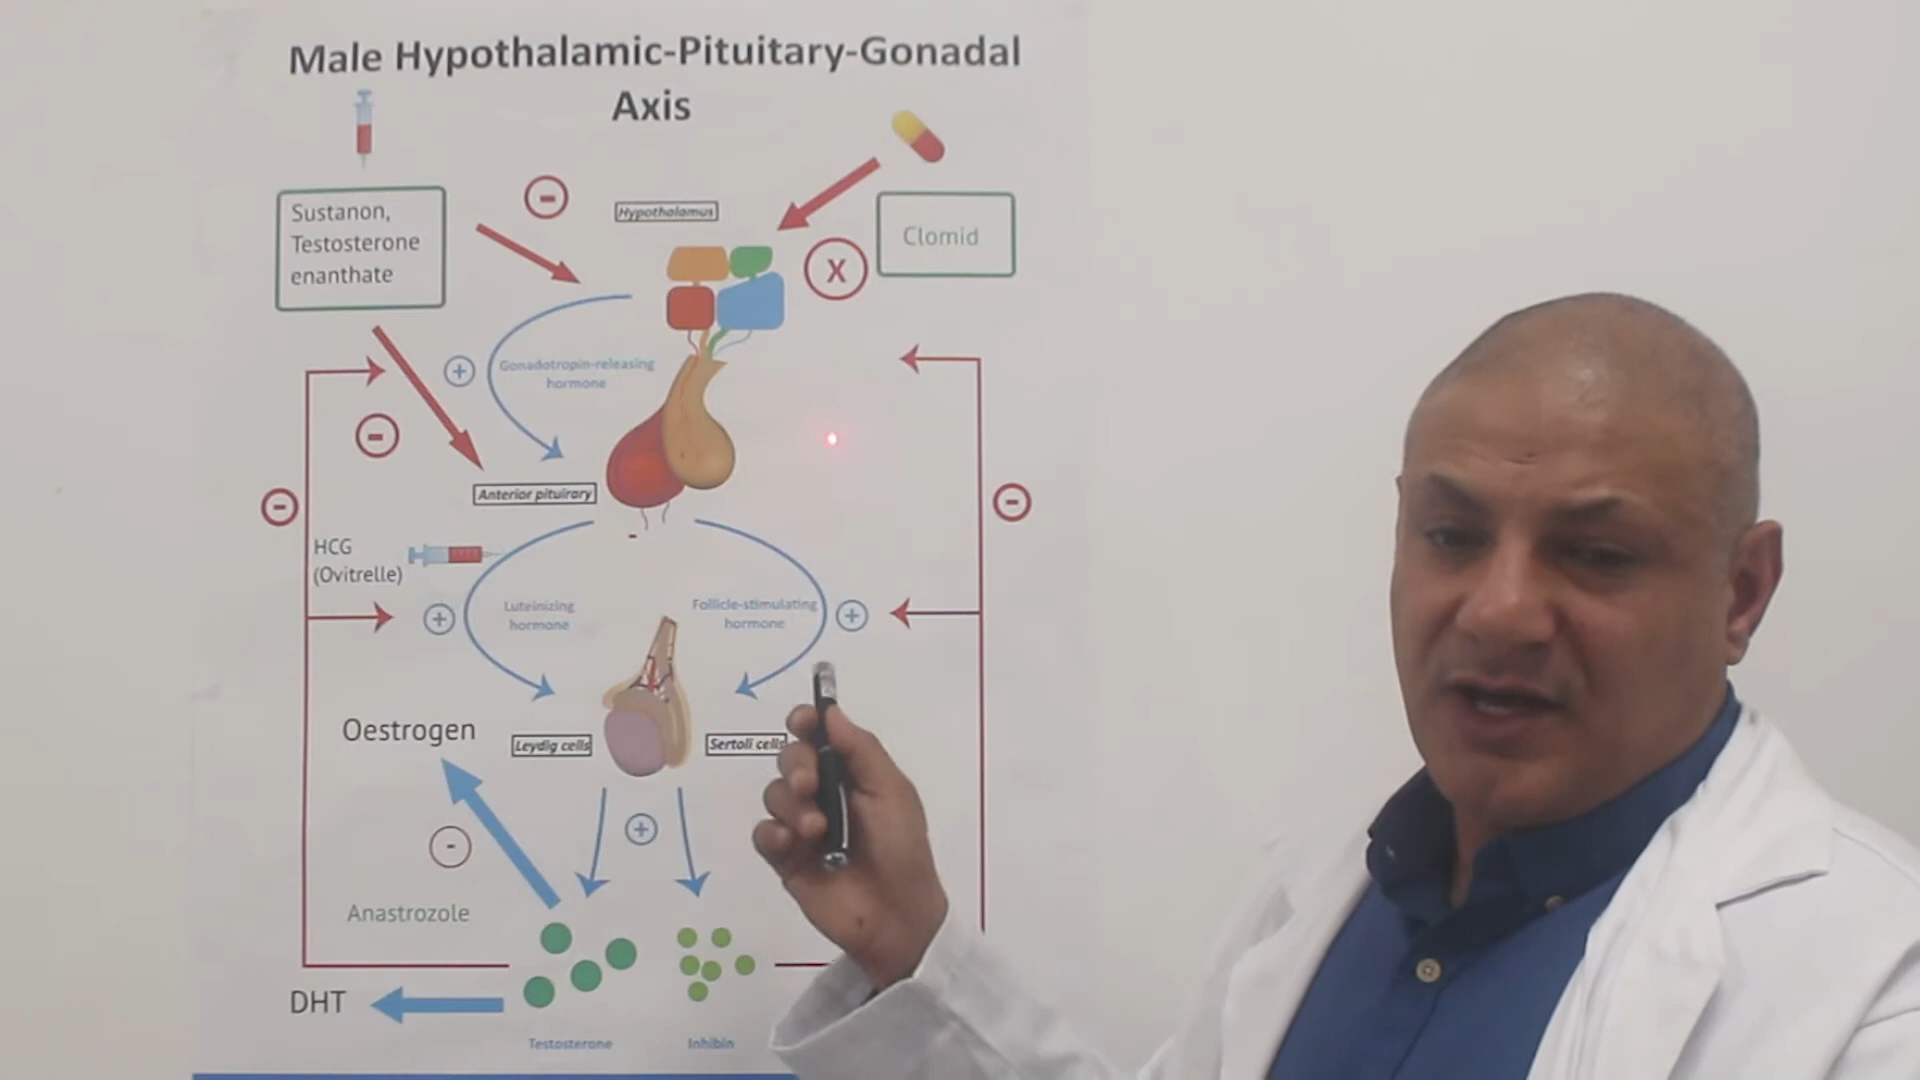 Male Hypothalamic-Pituitary-Gonadal
Axis
Sustanon,
Testosterone
enanthate
-
Hypothalamus
X
Clomid
+
Gonadotropin-releasing
hormone
-
Anterior pituirary
-
-
HCG
(Ovitrelle)
-
+
Luteinizing
hormone
Follicle-stimulating
hormone
+
Oestrogen
Leydig cells
Sertoli cells
-
+
Anastrozole
DHT
Testosterone
Inhibin